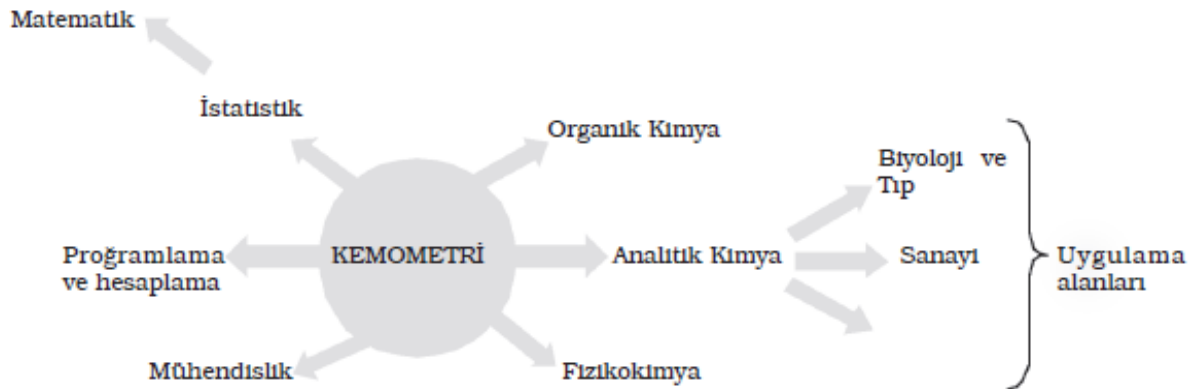 Matematik
İstatistik
Organik Kimya
Biyoloji ve
Tıp
Proğramlama
ve hesaplama
KEMOMETRİ
Analitik Kimya
Sanayi
Uygulama
alanları
Mühendislik
Fizikokimya